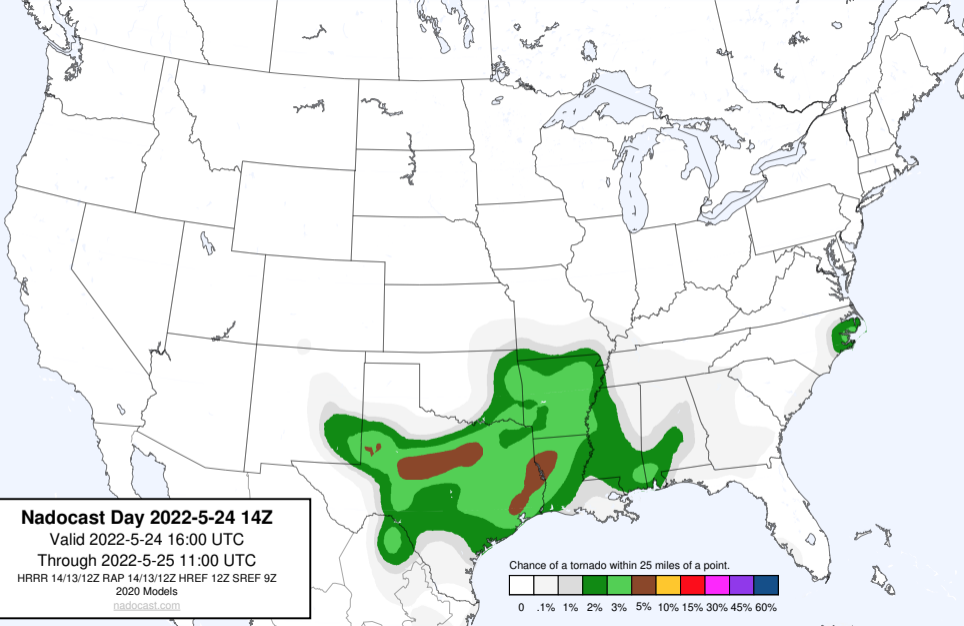 Nadocast Day 2022-5-24 14Z
Valid 2022-5-24 16:00 UTC
Through 2022-5-25 11:00 UTC
HRRR 14/13/12Z RAP 14/13/12Z HREF 12Z SREF 9Z
2020 Models
nadocast.com
Chance of a tornado within 25 miles of a point.
0 .1% 1% 2% 3% 5% 10% 15% 30% 45% 60%